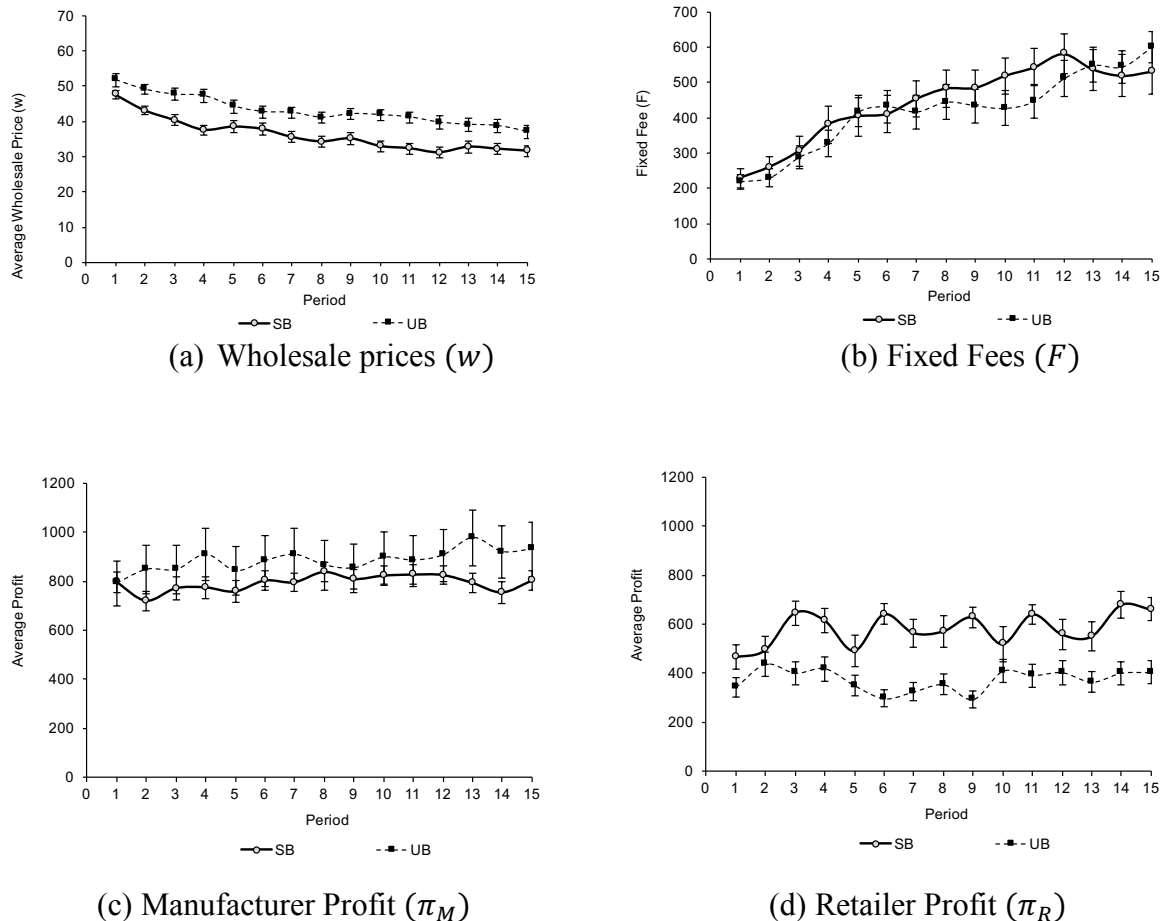 70
60
50
40
30
20
10
0
Average Wholesale Price (w)
0 1 2 3 4 5 6 7 8 9 10 11 12 13 14 15
Period
SB UB
(a) Wholesale prices (w)
700
600
500
400
300
200
100
0
Fixed Fee (F)
0 1 2 3 4 5 6 7 8 9 10 11 12 13 14 15
Period
SB UB
(b) Fixed Fees (F)
1200
1000
800
600
400
200
0
Average Profit
0 1 2 3 4 5 6 7 8 9 10 11 12 13 14 15
Period
SB UB
(c) Manufacturer Profit (π_M)
1200
1000
800
600
400
200
0
Average Profit
0 1 2 3 4 5 6 7 8 9 10 11 12 13 14 15
Period
SB UB
(d) Retailer Profit (π_R)